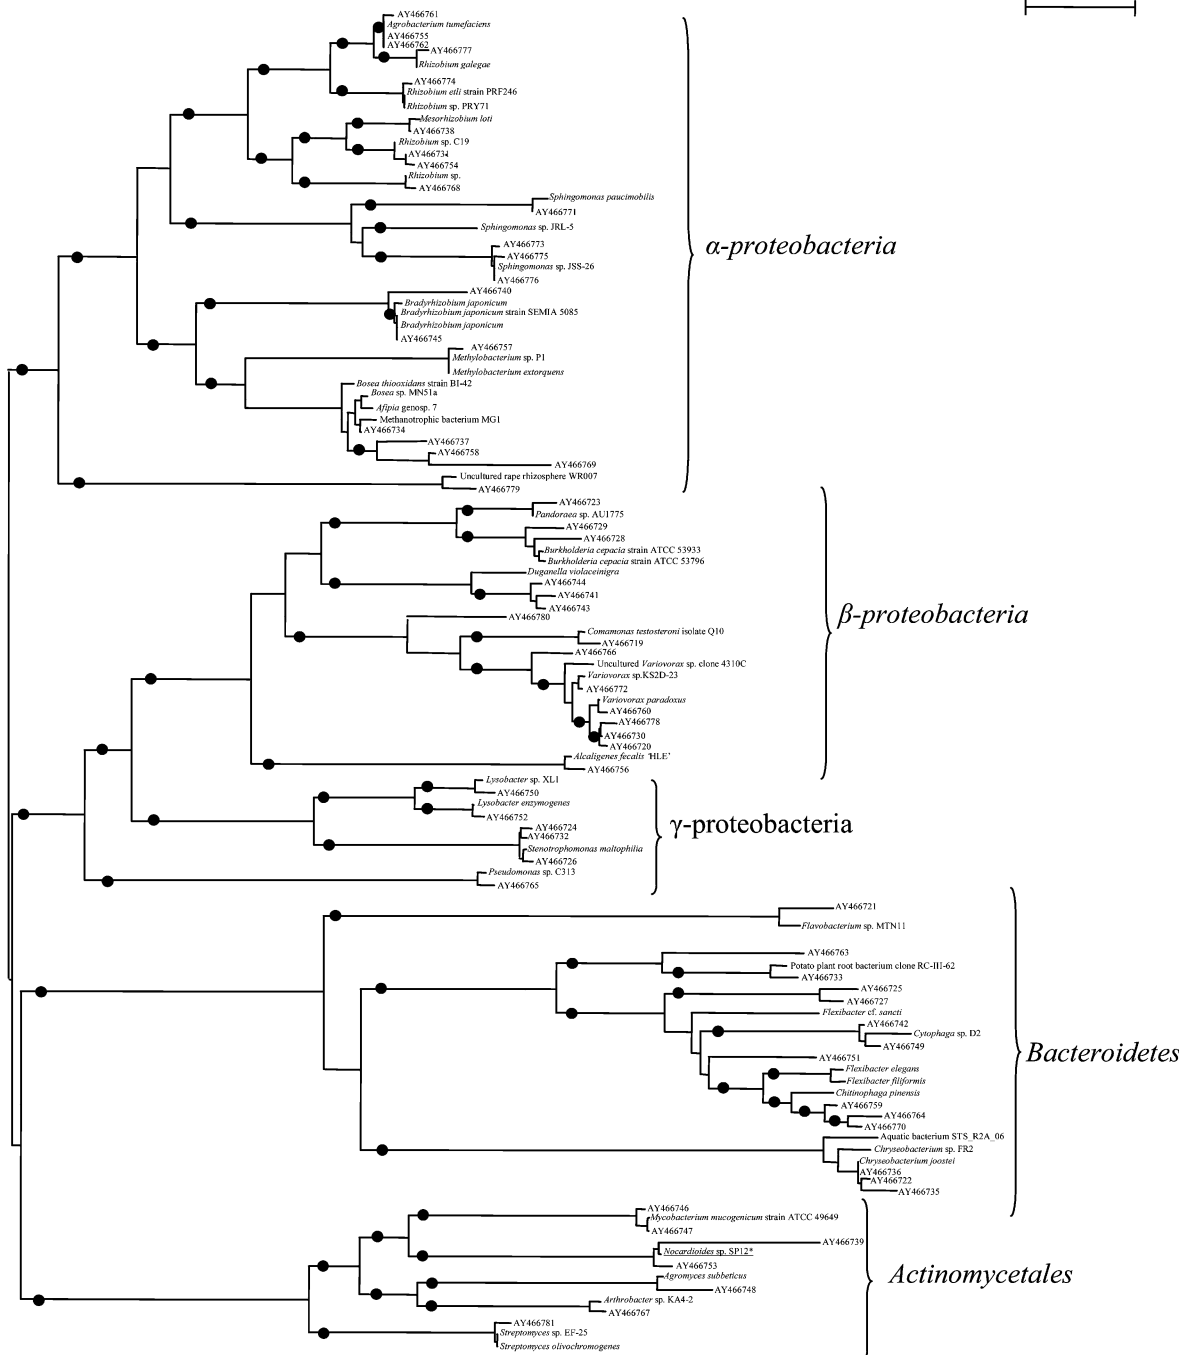 AY466761
Agrobacterium tumefaciens
AY466755
AY466762
AY466777
Rhizobium galegae
AY466774
Rhizobium etli strain PRF246
Rhizobium sp. PRY71
Mesorhizobium loti
AY466738
Rhizobium sp. C19
AY466731
AY466754
Rhizobium sp.
AY466768
Sphingomonas paucimobilis
AY466771
Sphingomonas sp. JRL-5
α-proteobacteria
AY466773
AY466775
Sphingomonas sp. JSS-26
AY466776
AY466740
Bradyrhizobium japonicum
Bradyrhizobium japonicum strain SEMIA 5085
Bradyrhizobium japonicum
AY466745
AY466757
Methylobacterium sp. P1
Methylobacterium extorquens
Bosea thiooxidans strain BI-42
Bosea sp. MN51a
Afipia genosp. 7
Methanotrophic bacterium MG1
AY466734
AY466737
AY466758
AY466769
Uncultured rape rhizosphere WR007
AY466779
AY466723
Pandoraea sp. AU1775
AY466729
AY466728
Burkholderia cepacia strain ATCC 53933
Burkholderia cepacia strain ATCC 53796
Duganella violaceinigra
AY466744
AY466741
AY466743
β-proteobacteria
AY466780
Comamonas testosteroni isolate Q10
AY466719
AY466766
Uncultured Variovorax sp. clone 4310C
Variovorax sp.KS2D-23
AY466772
Variovorax paradoxus
AY466760
AY466778
AY466730
AY466720
Alcaligenes fecalis 'HLE'
AY466756
Lysobacter sp. XL1
AY466750
Lysobacter enzymogenes
AY466752
γ-proteobacteria
AY466724
AY466732
Stenotrophomonas maltophilia
AY466726
Pseudomonas sp. C313
AY466765
AY466721
Flavobacterium sp. MTN11
AY466763
Potato plant root bacterium clone RC-III-62
AY466733
AY466725
AY466727
Flexibacter cf. sancti
AY466742
Cytophaga sp. D2
AY466749
Bacteroidetes
AY466751
Flexibacter elegans
Flexibacter filiformis
Chitinophaga pinensis
AY466759
AY466764
AY466770
Aquatic bacterium STS_R2A_06
Chryseobacterium sp. FR2
Chryseobacterium joostei
AY466736
AY466722
AY466735
AY466746
Mycobacterium mucogenicum strain ATCC 49649
AY466747
AY466739
Nocardioides sp. SP12*
AY466753
Actinomycetales
Agromyces subbeticus
AY466748
Arthrobacter sp. KA4-2
AY466767
AY466781
Streptomyces sp. EF-25
Streptomyces olivochromogenes